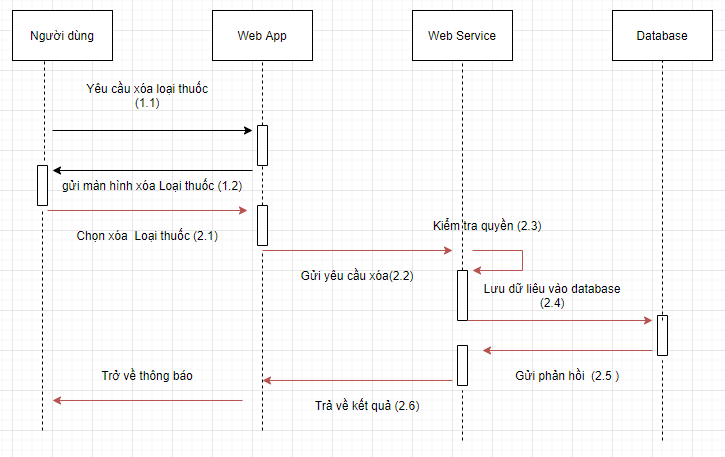 Người dùng
Web App
Web Service
Database
Yêu cầu xóa loại thuốc
(1.1)
gửi màn hình xóa Loại thuốc (1.2)
Chọn xóa Loại thuốc (2.1)
Kiểm tra quyền (2.3)
Gửi yêu cầu xóa(2.2)
Lưu dữ liêu vào database
(2.4)
Trở về thông báo
Gửi phản hồi (2.5 )
Trả về kết quả (2.6)